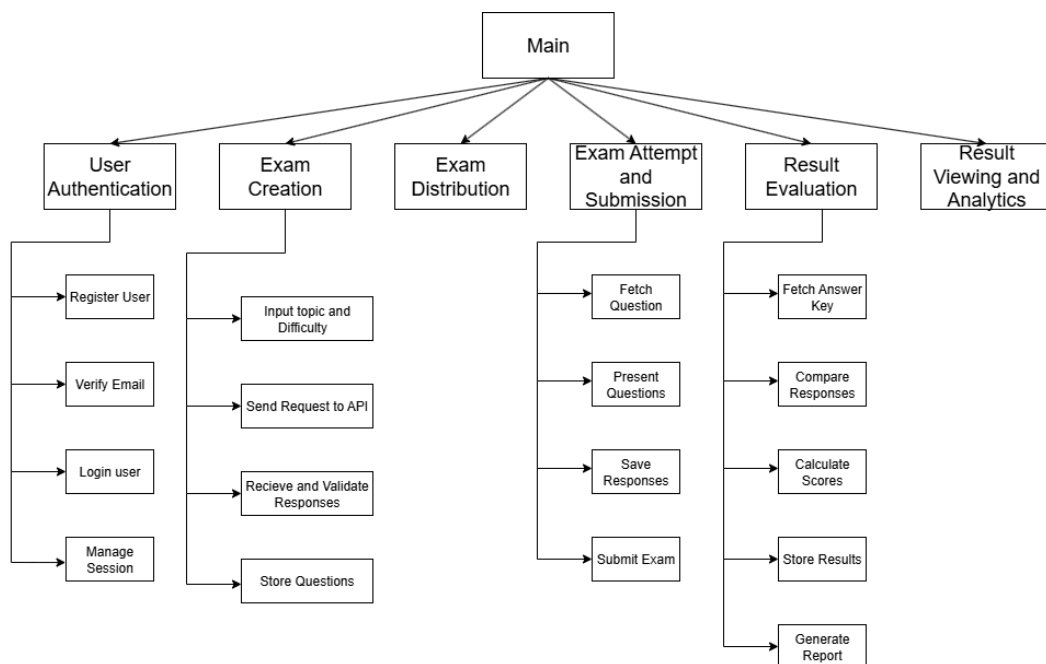 Main
User
Authentication
Exam
Creation
Exam
Distribution
Exam Attempt
and
Submission
Result
Evaluation
Result
Viewing and
Analytics
Register User
Verify Email
Login user
Manage
Session
Input topic and
Difficulty
Send Request to API
Recieve and Validate
Responses
Store Questions
Fetch
Question
Present
Questions
Save
Responses
Submit Exam
Fetch Answer
Key
Compare
Responses
Calculate
Scores
Store Results
Generate
Report